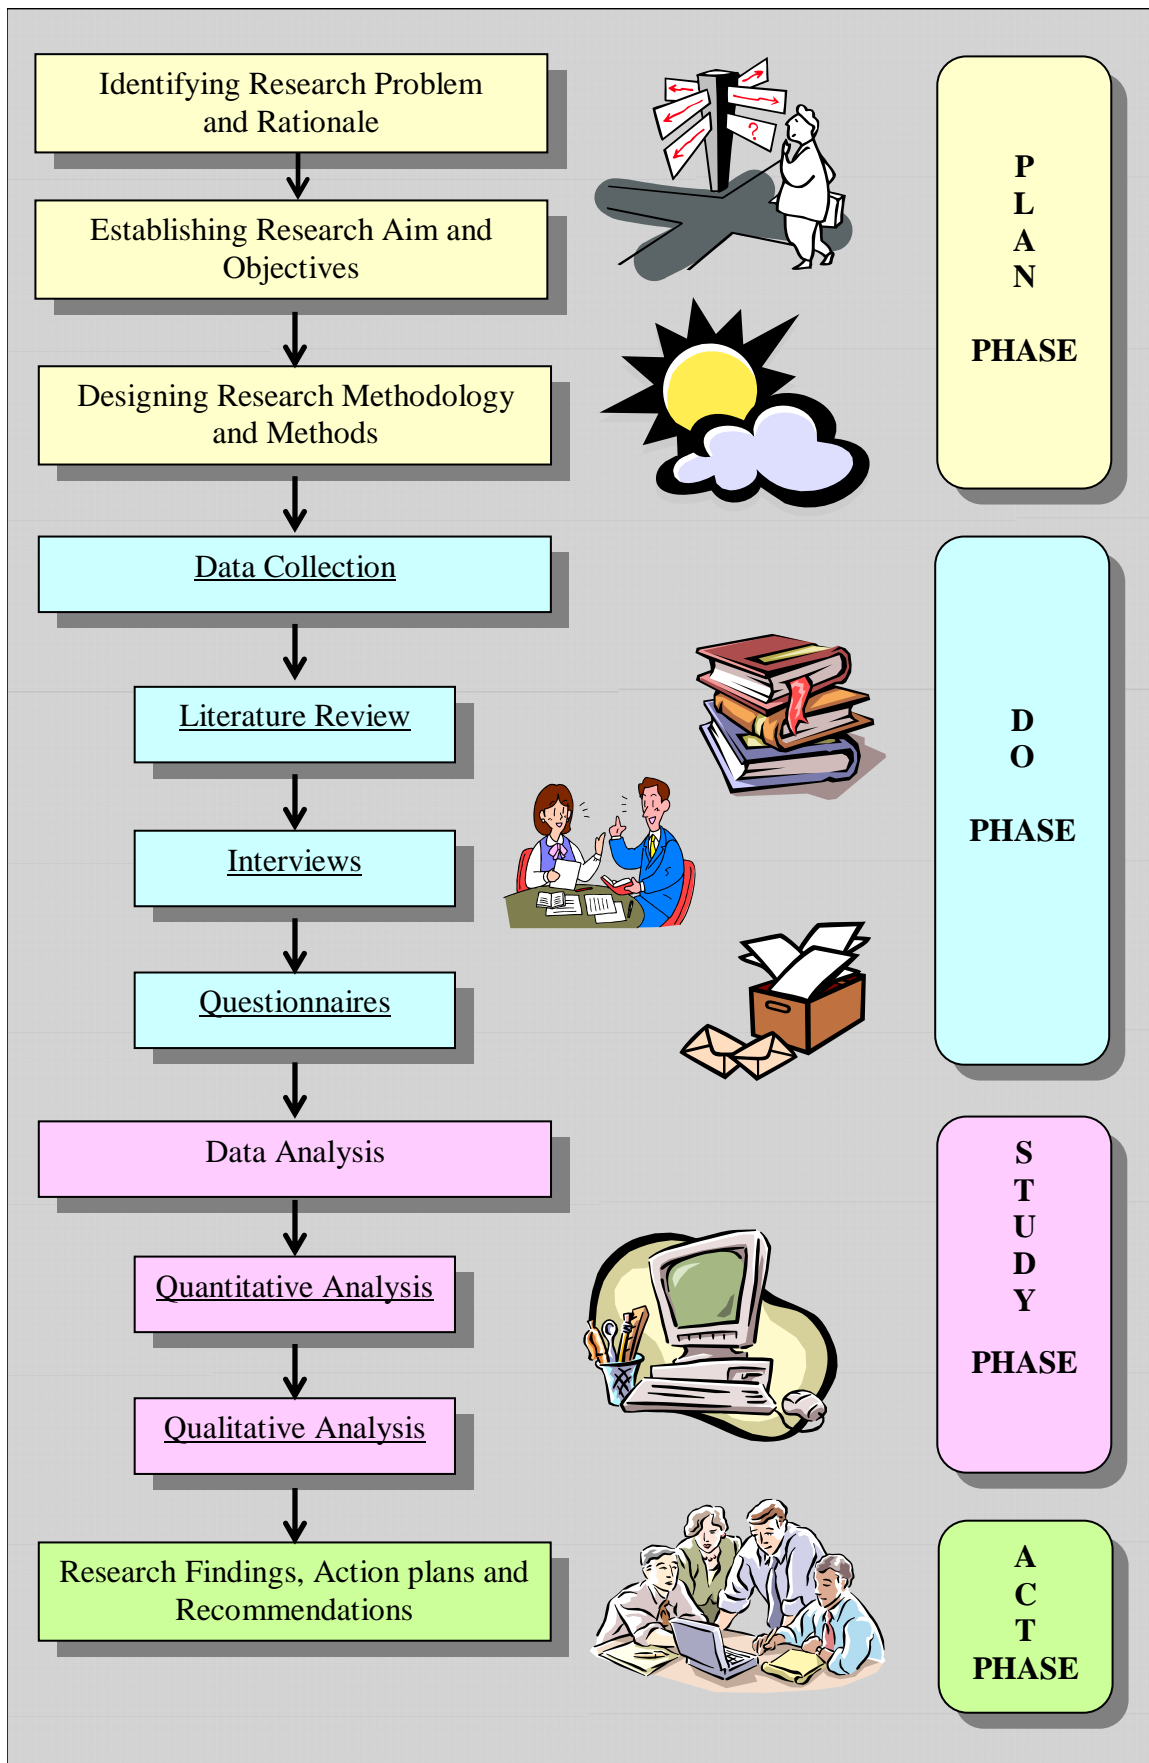 Identifying Research Problem
and Rationale
?
Establishing Research Aim and
Objectives
Designing Research Methodology
and Methods
P
L
A
N
PHASE
Data Collection
Literature Review
Interviews
Questionnaires
D
O
PHASE
Data Analysis
Quantitative Analysis
Qualitative Analysis
S
T
U
D
Y
PHASE
Research Findings, Action plans and
Recommendations
A
C
T
PHASE